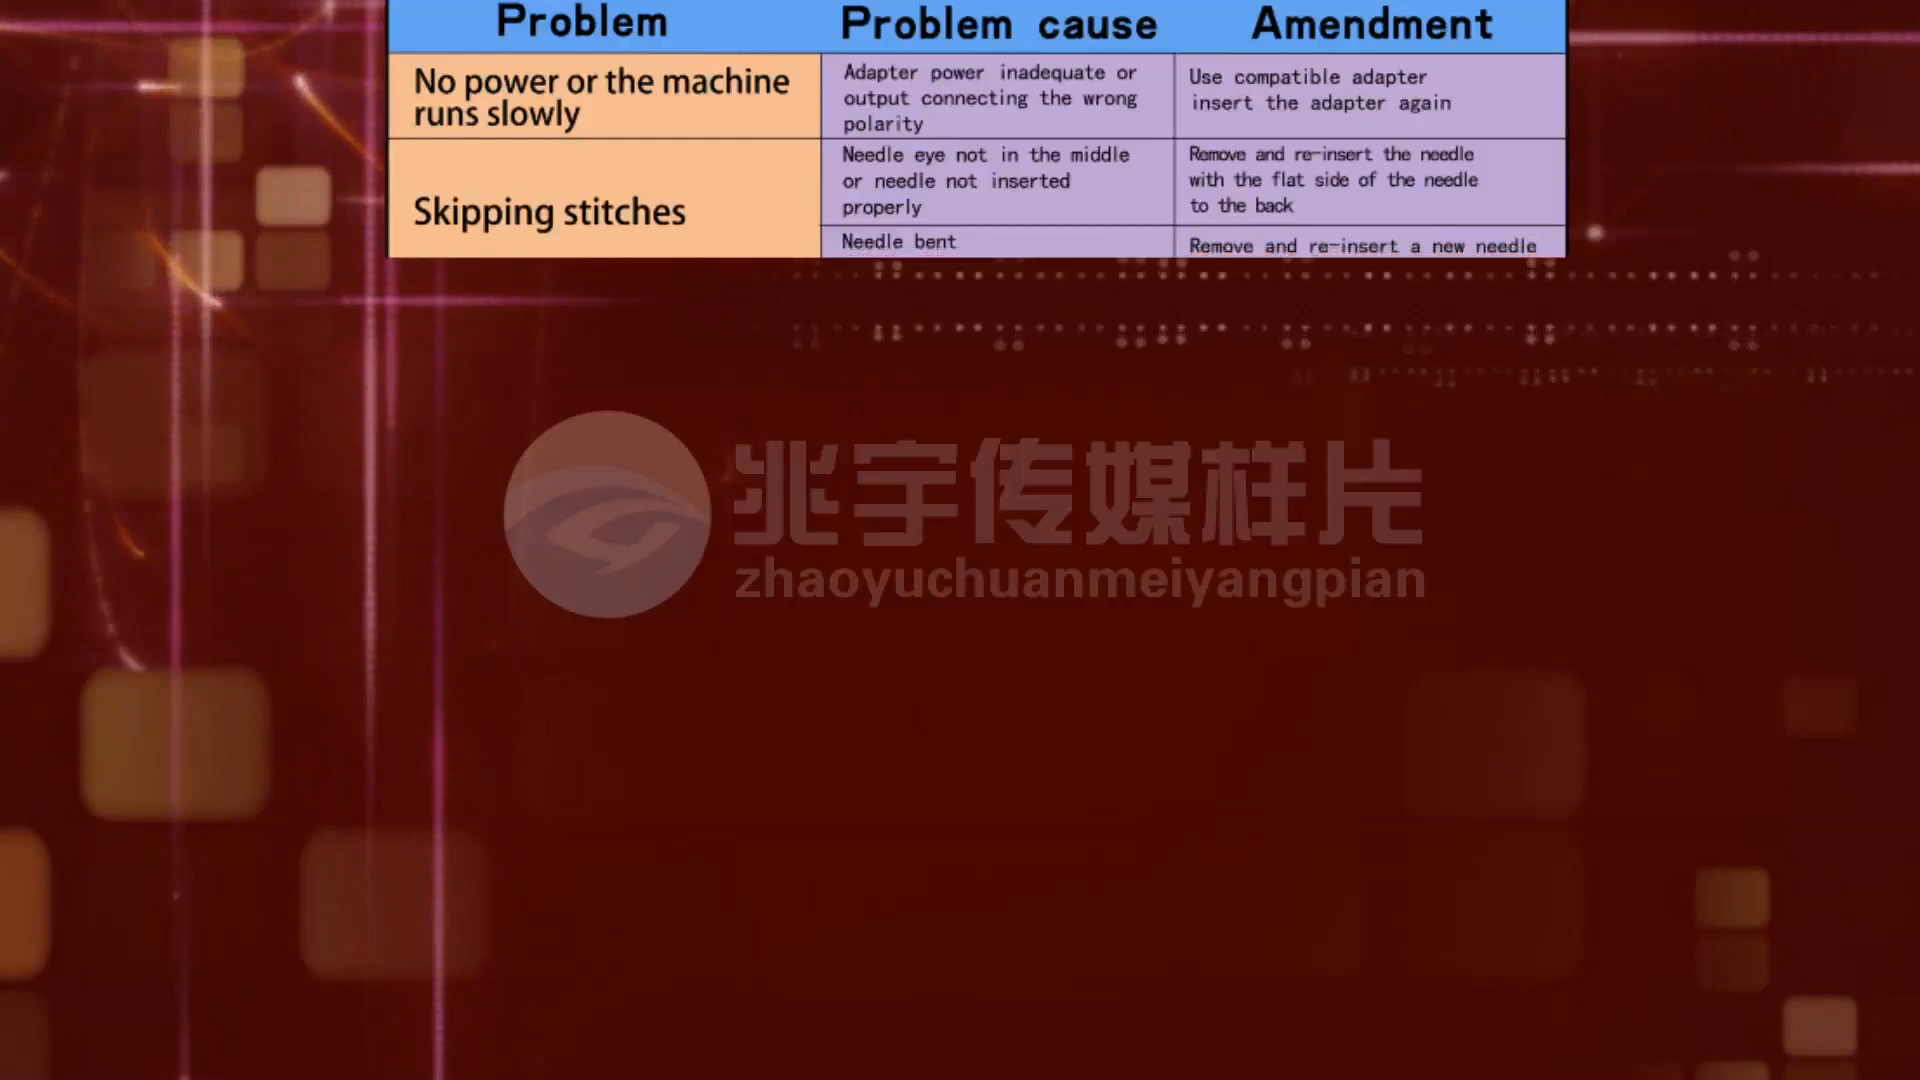 Problem
Problem cause
Amendment
No power or the machine
runs slowly
Adapter power inadequate or
output connecting the wrong
polarity
Use compatible adapter
insert the adapter again
Skipping stitches
Needle eye not in the middle
or needle not inserted
properly
Remove and re-insert the needle
with the flat side of the needle
to the back
Needle bent
Remove and re-insert a new needle
兆宇传媒样片
zhaoyuchuanmeiyangpian